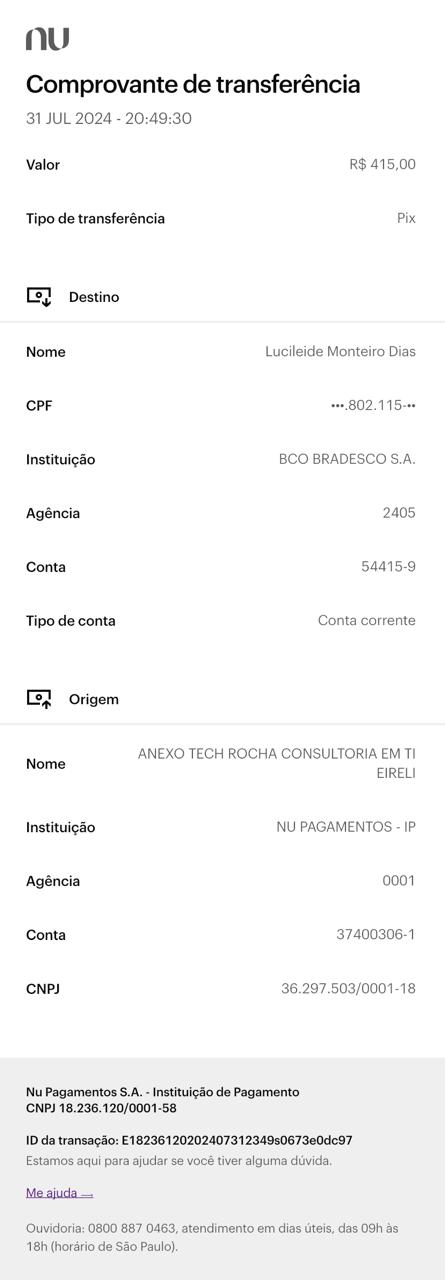 nu
Comprovante de transferência
31 JUL 2024 - 20:49:30
Valor R$ 415,00
Tipo de transferência Pix
Destino
Nome Lucileide Monteiro Dias
CPF •••.802.115-••
Instituição BCO BRADESCO S.A.
Agência 2405
Conta 54415-9
Tipo de conta Conta corrente
Origem
Nome ANEXO TECH ROCHA CONSULTORIA EM TI
EIRELI
Instituição NU PAGAMENTOS - IP
Agência 0001
Conta 37400306-1
CNPJ 36.297.503/0001-18
Nu Pagamentos S.A. - Instituição de Pagamento
CNPJ 18.236.120/0001-58
ID da transação: E18236120202407312349s0673e0dc97
Estamos aqui para ajudar se você tiver alguma dúvida.
Me ajuda
Ouvidoria: 0800 887 0463, atendimento em dias úteis, das 09h às
18h (horário de São Paulo).